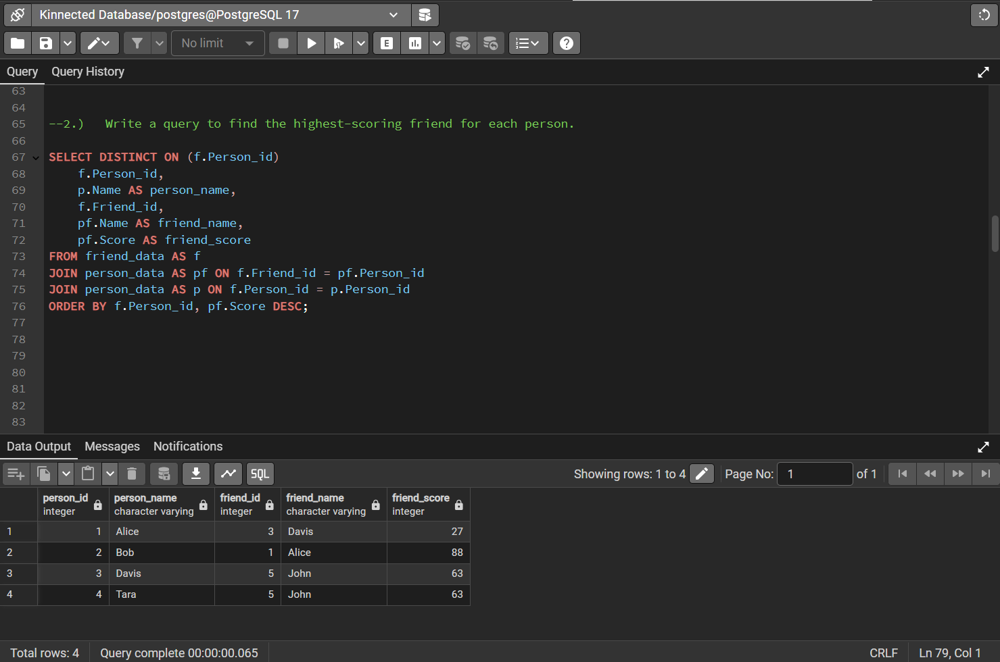 Kinnected Database/postgres@PostgreSQL 17
No limit
E
Query Query History
63
64
65 --2.)   Write a query to find the highest-scoring friend for each person.
66
67 SELECT DISTINCT ON (f.Person_id)
68     f.Person_id,
69     p.Name AS person_name,
70     f.Friend_id,
71     pf.Name AS friend_name,
72     pf.Score AS friend_score
73 FROM friend_data AS f
74 JOIN person_data AS pf ON f.Friend_id = pf.Person_id
75 JOIN person_data AS p ON f.Person_id = p.Person_id
76 ORDER BY f.Person_id, pf.Score DESC;
77
78
79
80
81
82
83
Data Output Messages Notifications
SQL Showing rows: 1 to 4 Page No: 1 of 1
person_id person_name friend_id friend_name friend_score
integer character varying integer character varying integer
1 1 Alice 3 Davis 27
2 2 Bob 1 Alice 88
3 3 Davis 5 John 63
4 4 Tara 5 John 63
Total rows: 4 Query complete 00:00:00.065 CRLF Ln 79, Col 1